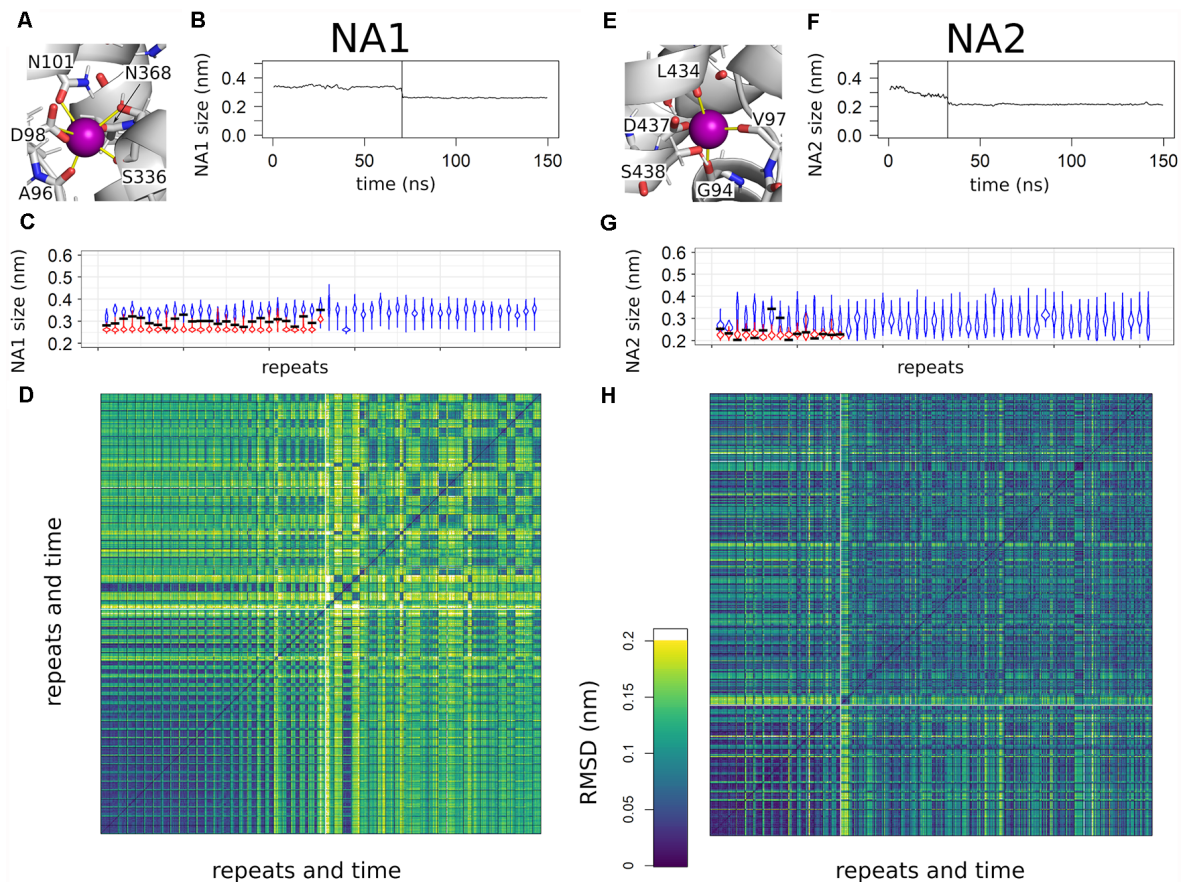 A
B
NA1
E
F
NA2
N101
N368
D98
A96
S336
NA1 size (nm)
0.4
0.2
0.0
0
50
100
150
time (ns)
L434
D437
V97
S438
G94
NA2 size (nm)
0.4
0.2
0.0
0
50
100
150
time (ns)
C
NA1 size (nm)
0.6
0.5
0.4
0.3
0.2
repeats
G
NA2 size (nm)
0.6
0.5
0.4
0.3
0.2
repeats
D
repeats and time
repeats and time
H
RMSD (nm)
0.2
0.15
0.1
0.05
0
repeats and time